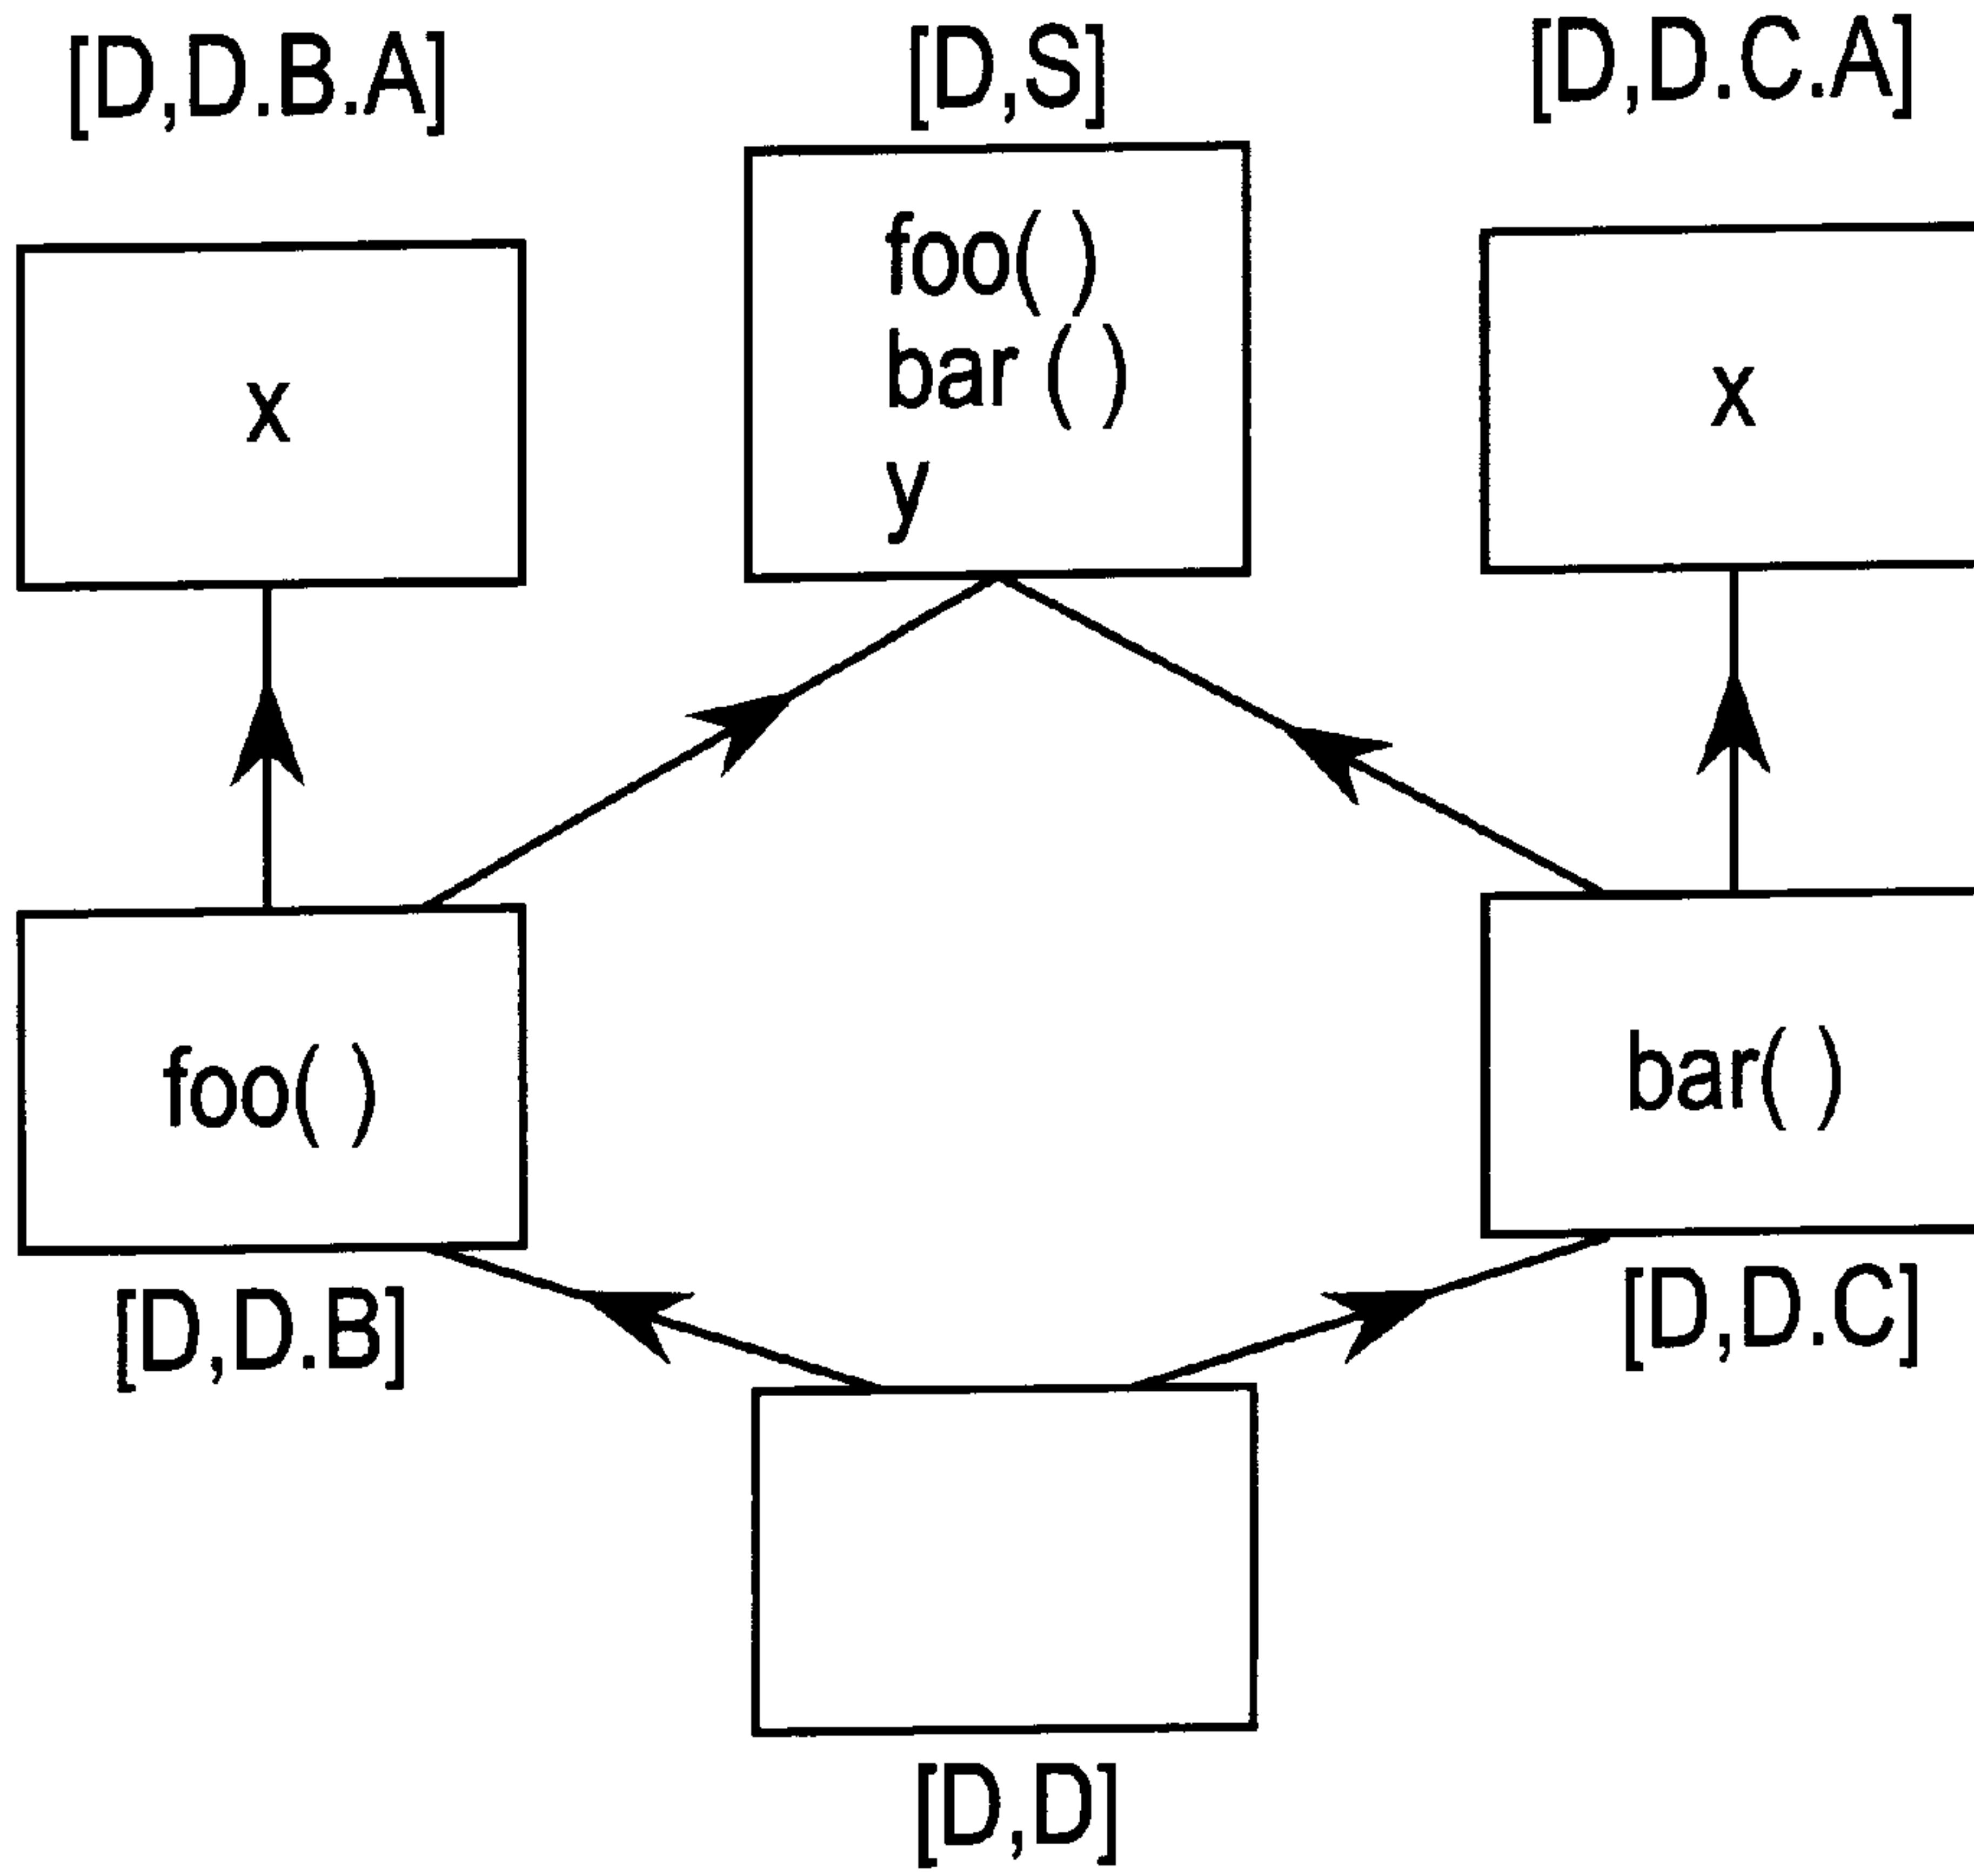 [D,D.B.A]
[D,S]
[D,D.C.A]
x
foo( )
bar ( )
y
x
foo( )
bar( )
[D,D.B]
[D,D.C]
[D,D]